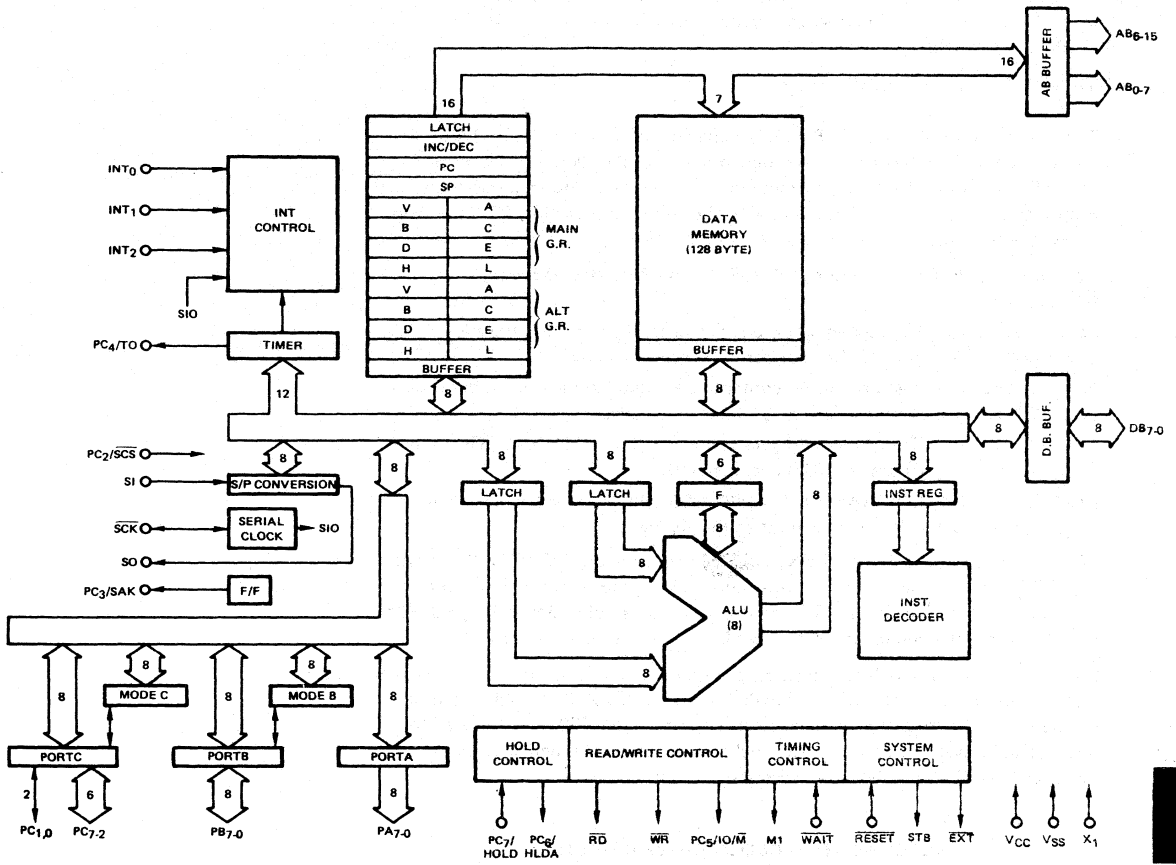 AB6-15
AB BUFFER
AB0-7
16
16
7
LATCH
INC/DEC
PC
SP
V A
B C
D E
H L
MAIN
G.R.
V A
B C
D E
H L
ALT
G.R.
BUFFER
8
DATA
MEMORY
(128 BYTE)
BUFFER
8
INT0
INT1
INT2
SIO
INT
CONTROL
PC4/TO
TIMER
12
8
D.B. BUF.
8
DB7-0
PC2/SCS
SI
8
S/P CONVERSION
SCK
SERIAL
CLOCK
SIO
SO
PC3/SAK
F/F
8
8
LATCH
8
LATCH
6
F
8
8
8
INST REG
8
8
ALU
(8)
INST.
DECODER
8
8
8
8
8
MODE C
MODE B
PORTC
PORTB
PORTA
2
6
8
8
PC1,0
PC7-2
PB7-0
PA7-0
HOLD
CONTROL
READ/WRITE CONTROL
TIMING
CONTROL
SYSTEM
CONTROL
PC7/
HOLD
PC6/
HLDA
RD
WR
PC5/IO/M
M1
WAIT
RESET
STB
EXT
VCC
VSS
X1